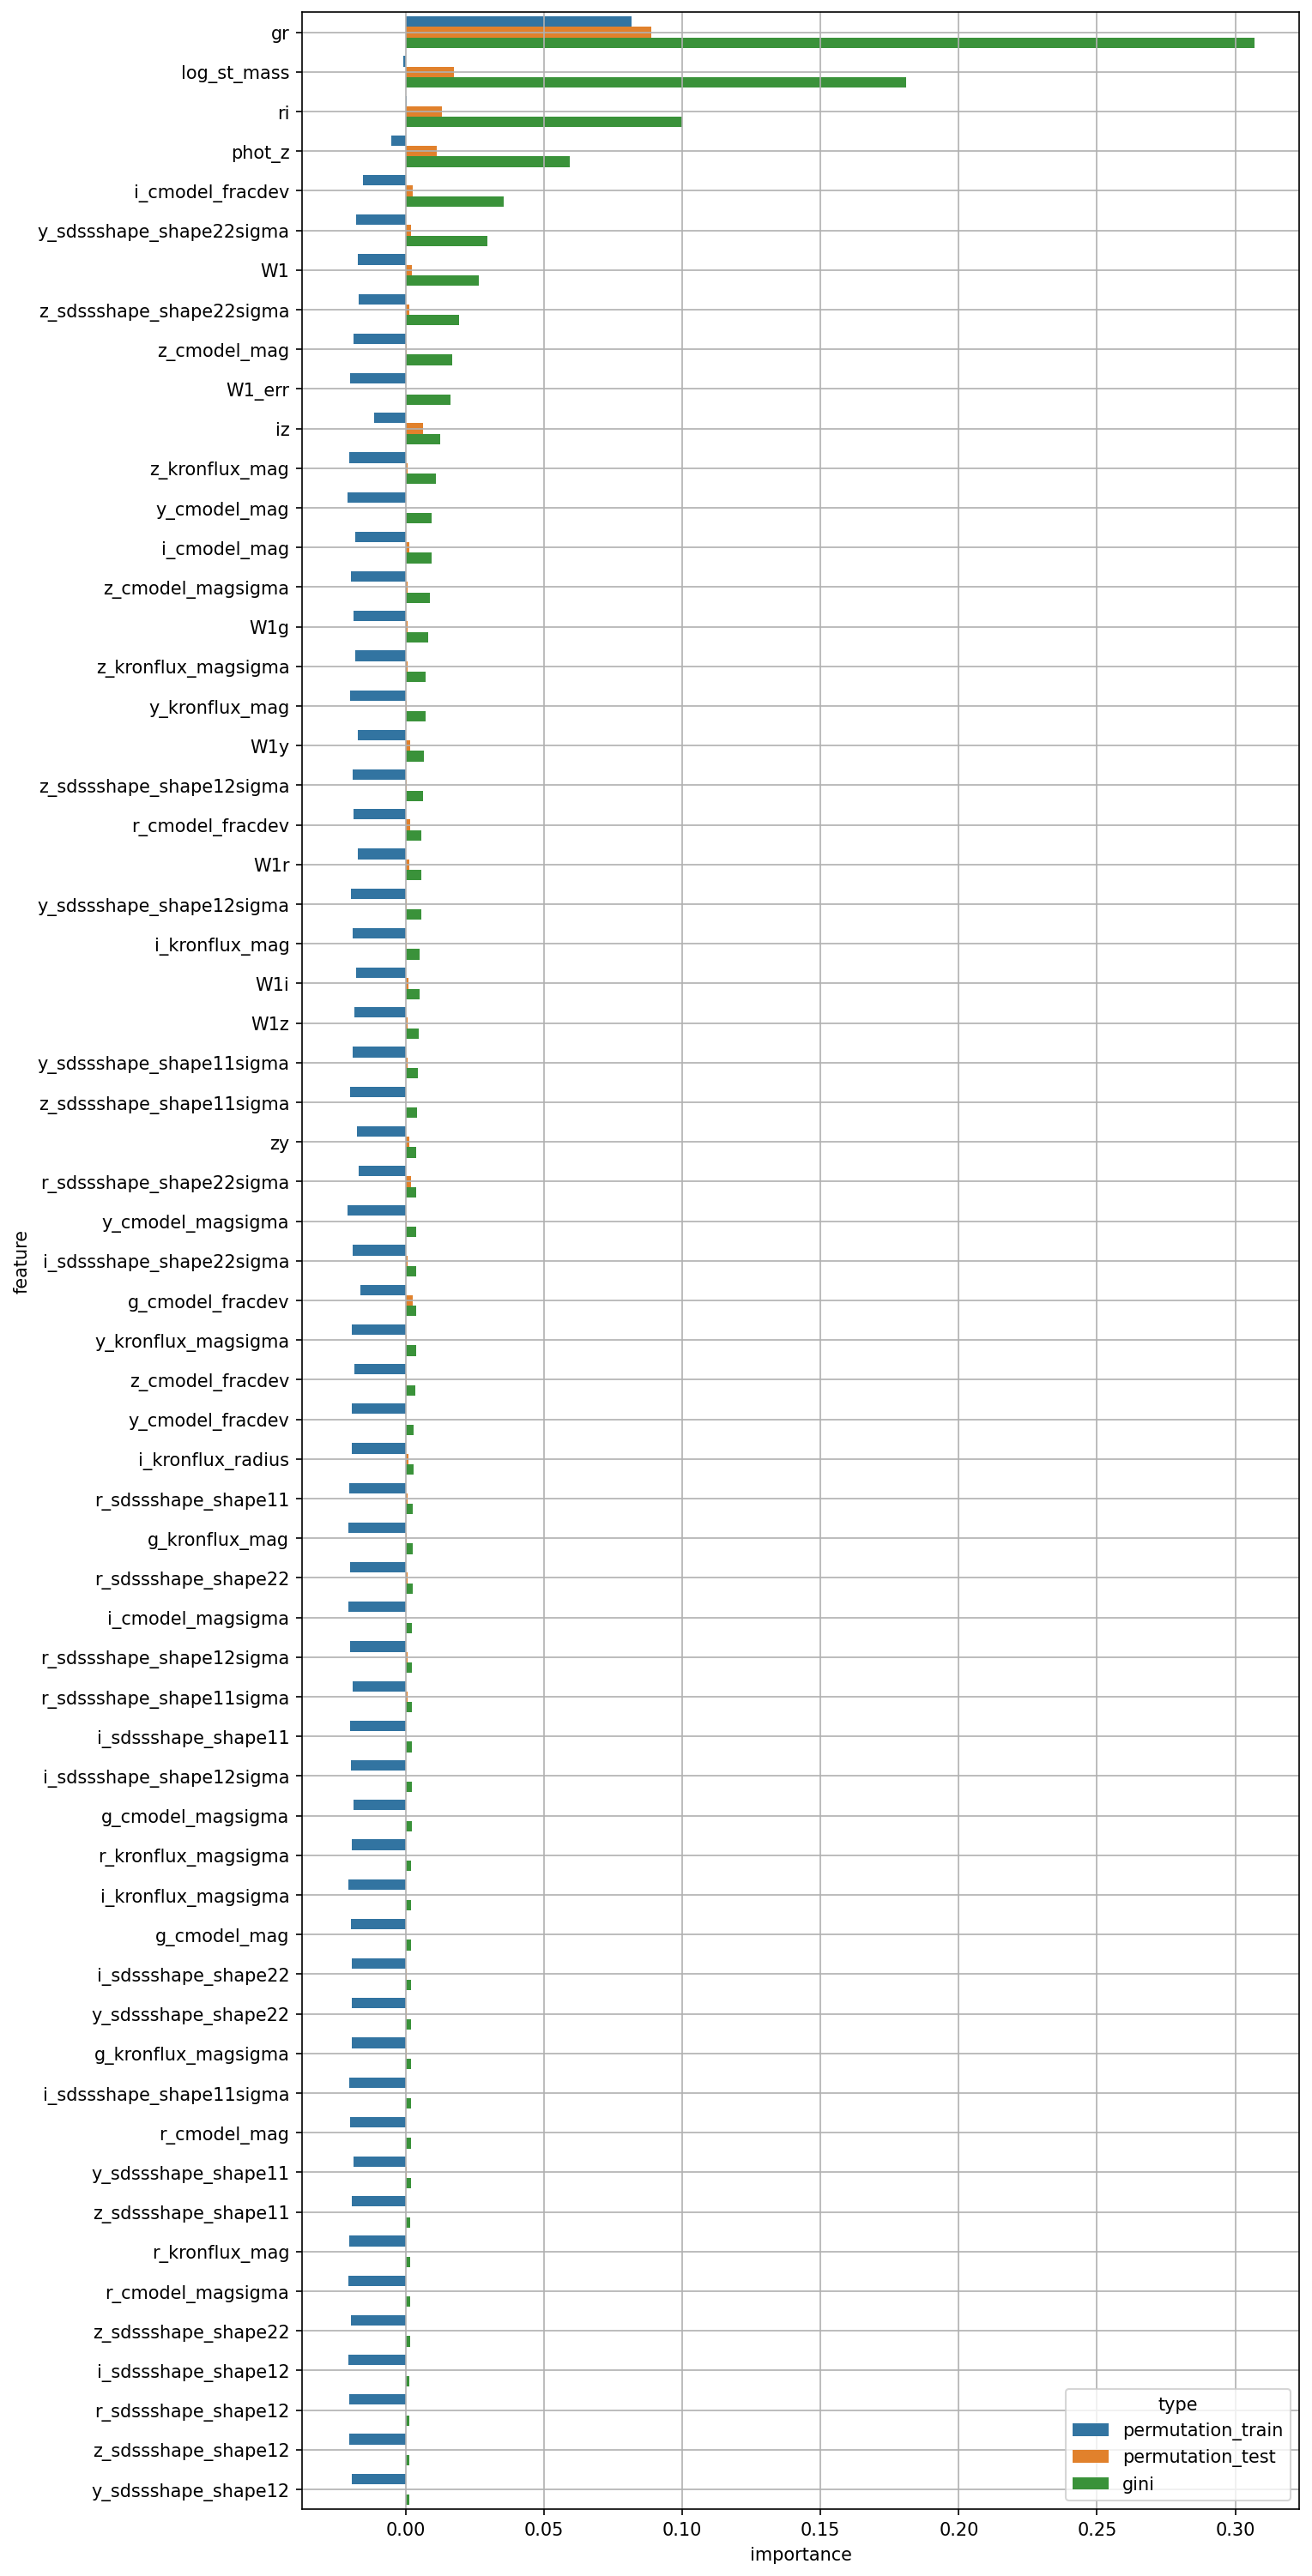 gr
log_st_mass
ri
phot_z
i_cmodel_fracdev
y_sdssshape_shape22sigma
W1
z_sdssshape_shape22sigma
z_cmodel_mag
W1_err
iz
z_kronflux_mag
y_cmodel_mag
i_cmodel_mag
z_cmodel_magsigma
W1g
z_kronflux_magsigma
y_kronflux_mag
W1y
z_sdssshape_shape12sigma
r_cmodel_fracdev
W1r
y_sdssshape_shape12sigma
i_kronflux_mag
W1i
W1z
y_sdssshape_shape11sigma
z_sdssshape_shape11sigma
zy
r_sdssshape_shape22sigma
y_cmodel_magsigma
i_sdssshape_shape22sigma
g_cmodel_fracdev
y_kronflux_magsigma
z_cmodel_fracdev
y_cmodel_fracdev
i_kronflux_radius
r_sdssshape_shape11
g_kronflux_mag
r_sdssshape_shape22
i_cmodel_magsigma
r_sdssshape_shape12sigma
r_sdssshape_shape11sigma
i_sdssshape_shape11
i_sdssshape_shape12sigma
g_cmodel_magsigma
r_kronflux_magsigma
i_kronflux_magsigma
g_cmodel_mag
i_sdssshape_shape22
y_sdssshape_shape22
g_kronflux_magsigma
i_sdssshape_shape11sigma
r_cmodel_mag
y_sdssshape_shape11
z_sdssshape_shape11
r_kronflux_mag
r_cmodel_magsigma
z_sdssshape_shape22
i_sdssshape_shape12
r_sdssshape_shape12
z_sdssshape_shape12
y_sdssshape_shape12
feature
type
permutation_train
permutation_test
gini
0.00 0.05 0.10 0.15 0.20 0.25 0.30
importance